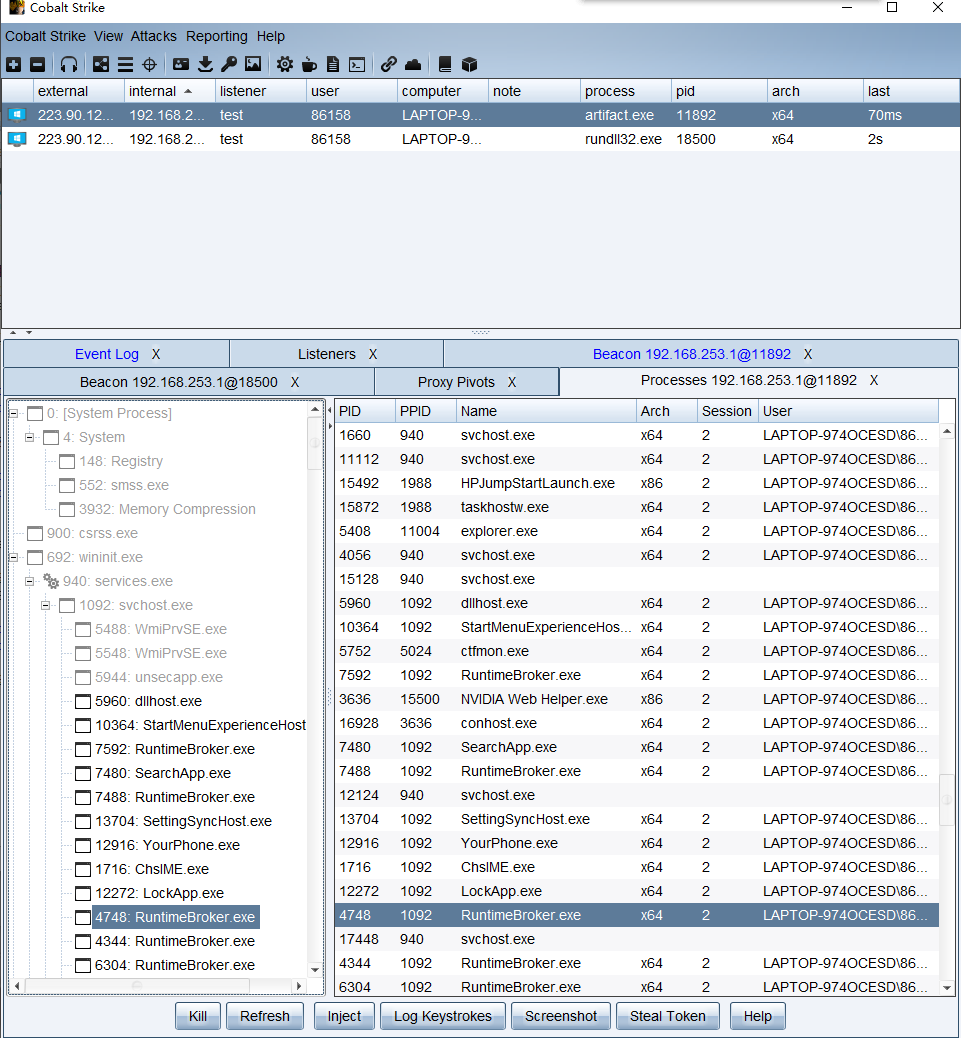 Cobalt Strike
Cobalt Strike View Attacks Reporting Help
external internal listener user computer note process pid arch last
223.90.12... 192.168.2... test 86158 LAPTOP-9... artifact.exe 11892 x64 70ms
223.90.12... 192.168.2... test 86158 LAPTOP-9... rundll32.exe 18500 x64 2s
Event Log X Listeners X Beacon 192.168.253.1@11892 X
Beacon 192.168.253.1@18500 X Proxy Pivots X Processes 192.168.253.1@11892 X
0: [System Process]
4: System
148: Registry
552: smss.exe
3932: Memory Compression
900: csrss.exe
692: wininit.exe
940: services.exe
1092: svchost.exe
5488: WmiPrvSE.exe
5548: WmiPrvSE.exe
5944: unsecapp.exe
5960: dllhost.exe
10364: StartMenuExperienceHost
7592: RuntimeBroker.exe
7480: SearchApp.exe
7488: RuntimeBroker.exe
13704: SettingSyncHost.exe
12916: YourPhone.exe
1716: ChsIME.exe
12272: LockApp.exe
4748: RuntimeBroker.exe
4344: RuntimeBroker.exe
6304: RuntimeBroker.exe
PID PPID Name Arch Session User
1660 940 svchost.exe x64 2 LAPTOP-974OCESD\86...
11112 940 svchost.exe x64 2 LAPTOP-974OCESD\86...
15492 1988 HPJumpStartLaunch.exe x86 2 LAPTOP-974OCESD\86...
15872 1988 taskhostw.exe x64 2 LAPTOP-974OCESD\86...
5408 11004 explorer.exe x64 2 LAPTOP-974OCESD\86...
4056 940 svchost.exe x64 2 LAPTOP-974OCESD\86...
15128 940 svchost.exe
5960 1092 dllhost.exe x64 2 LAPTOP-974OCESD\86...
10364 1092 StartMenuExperienceHos... x64 2 LAPTOP-974OCESD\86...
5752 5024 ctfmon.exe x64 2 LAPTOP-974OCESD\86...
7592 1092 RuntimeBroker.exe x64 2 LAPTOP-974OCESD\86...
3636 15500 NVIDIA Web Helper.exe x86 2 LAPTOP-974OCESD\86...
16928 3636 conhost.exe x64 2 LAPTOP-974OCESD\86...
7480 1092 SearchApp.exe x64 2 LAPTOP-974OCESD\86...
7488 1092 RuntimeBroker.exe x64 2 LAPTOP-974OCESD\86...
12124 940 svchost.exe
13704 1092 SettingSyncHost.exe x64 2 LAPTOP-974OCESD\86...
12916 1092 YourPhone.exe x64 2 LAPTOP-974OCESD\86...
1716 1092 ChsIME.exe x64 2 LAPTOP-974OCESD\86...
12272 1092 LockApp.exe x64 2 LAPTOP-974OCESD\86...
4748 1092 RuntimeBroker.exe x64 2 LAPTOP-974OCESD\86...
17448 940 svchost.exe
4344 1092 RuntimeBroker.exe x64 2 LAPTOP-974OCESD\86...
6304 1092 RuntimeBroker.exe x64 2 LAPTOP-974OCESD\86...
Kill Refresh Inject Log Keystrokes Screenshot Steal Token Help